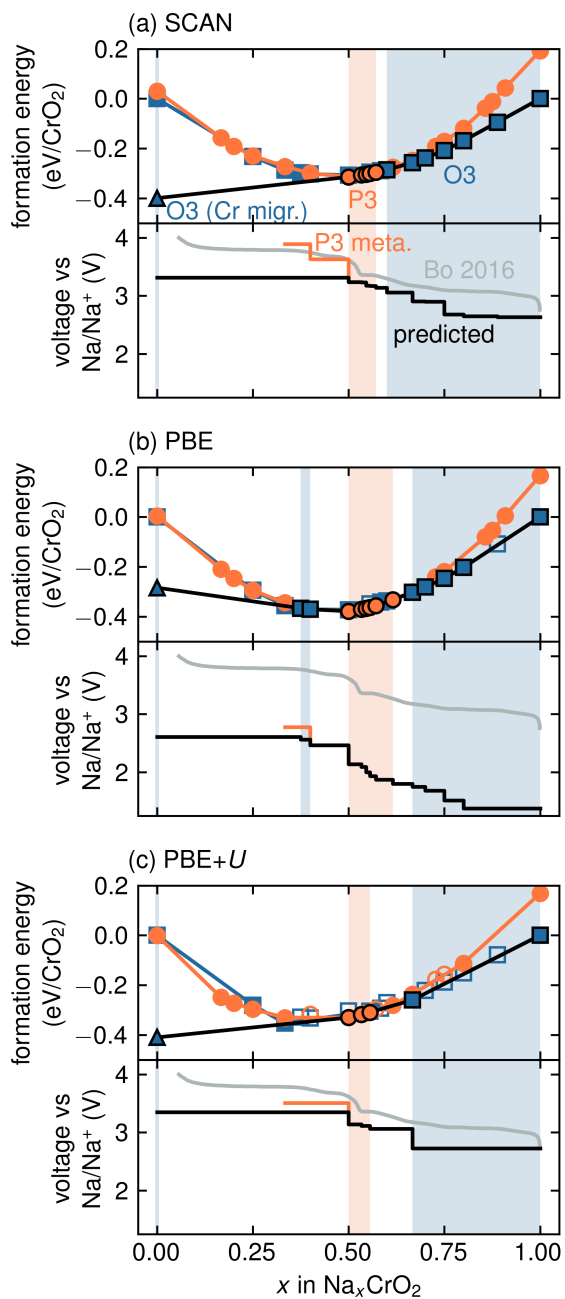 (a) SCAN
formation energy
(eV/CrO₂)
0.2
0.0
−0.2
−0.4
O3
P3
O3 (Cr migr.)
voltage vs
Na/Na⁺ (V)
4
3
2
P3 meta.
Bo 2016
predicted
(b) PBE
formation energy
(eV/CrO₂)
0.2
0.0
−0.2
−0.4
voltage vs
Na/Na⁺ (V)
4
3
2
(c) PBE+U
formation energy
(eV/CrO₂)
0.2
0.0
−0.2
−0.4
voltage vs
Na/Na⁺ (V)
4
3
2
0.00 0.25 0.50 0.75 1.00
x in NaₓCrO₂